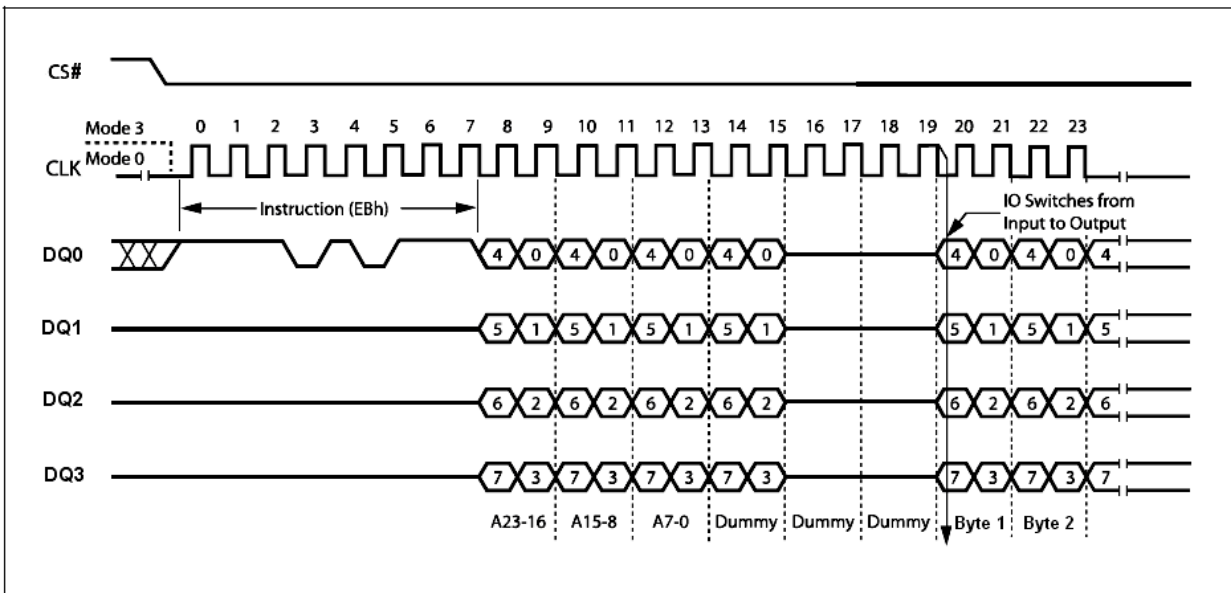 CS#
Mode 3
0 1 2 3 4 5 6 7 8 9 10 11 12 13 14 15 16 17 18 19 20 21 22 23
Mode 0
CLK
Instruction (EBh)
IO Switches from
Input to Output
DQ0 4 0 4 0 4 0 4 0 4 0 4 0 4
DQ1 5 1 5 1 5 1 5 1 5 1 5 1 5
DQ2 6 2 6 2 6 2 6 2 6 2 6 2 6
DQ3 7 3 7 3 7 3 7 3 7 3 7 3 7
A23-16 A15-8 A7-0 Dummy Dummy Dummy Byte 1 Byte 2